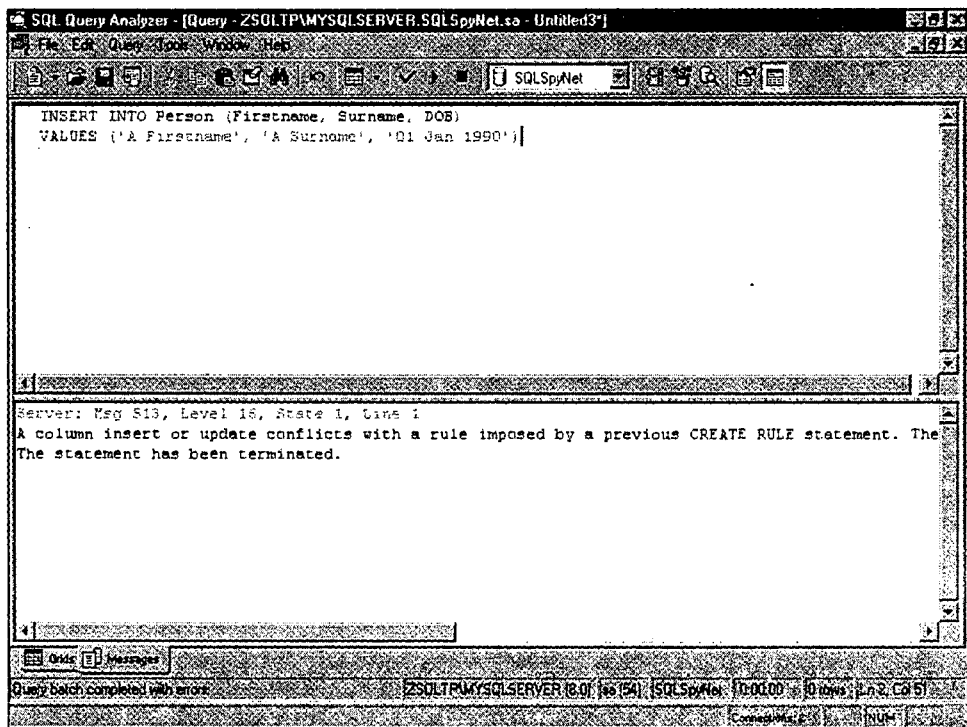 SQL Query Analyzer - [Query - ZSQLTP\MYSQLSERVER.SQLSpyNet.sa - Untitled3*]
File Edit Query Tools Window Help
SQLSpyNet
INSERT INTO Person (Firstname, Surname, DOB)
VALUES ('A Firstname', 'A Surname', '01 Jan 1990')
Server: Msg 513, Level 16, State 1, Line 1
A column insert or update conflicts with a rule imposed by a previous CREATE RULE statement. The
The statement has been terminated.
Grids Messages
Query batch completed with errors. ZSQLTP\MYSQLSERVER (8.0) sa (54) SQLSpyNet 0:00:00 0 rows Ln 2, Col 51
Connections: NUM